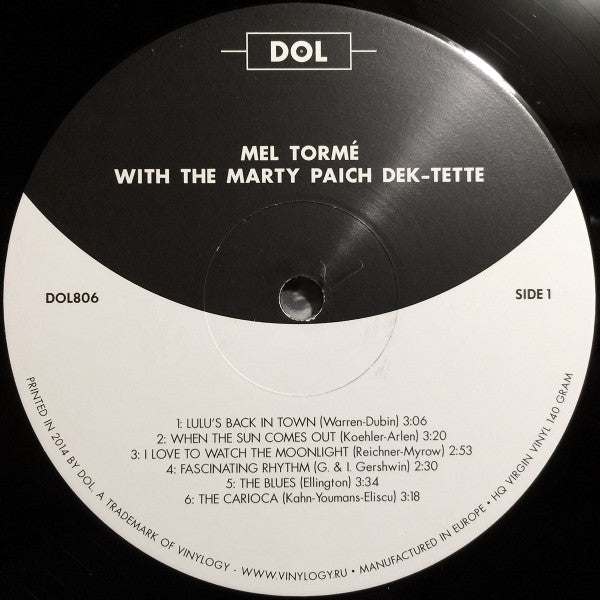 DOL
MEL TORMÉ
WITH THE MARTY PAICH DEK-TETTE
DOL806
SIDE 1
1: LULU'S BACK IN TOWN (Warren-Dubin) 3:06
2: WHEN THE SUN COMES OUT (Koehler-Arlen) 3:20
3: I LOVE TO WATCH THE MOONLIGHT (Reichner-Myrow) 2:53
4: FASCINATING RHYTHM (G. & I. Gershwin) 2:30
5: THE BLUES (Ellington) 3:34
6: THE CARIOCA (Kahn-Youmans-Eliscu) 3:18
PRINTED IN 2014 BY DOL, A TRADEMARK OF VINYLOGY - WWW.VINYLOGY.RU • MANUFACTURED IN EUROPE • HQ VIRGIN VINYL 140 GRAM